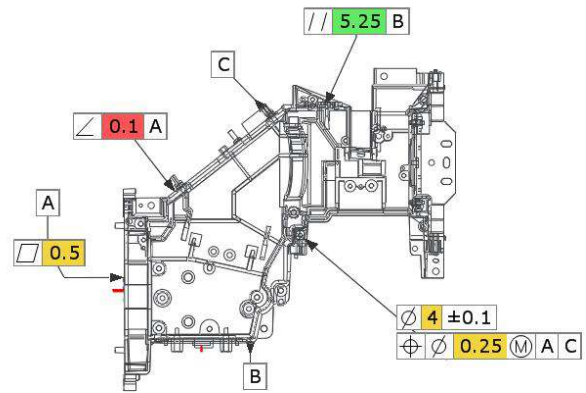 // 5.25 B
C
∠ 0.1 A
A
⏥ 0.5
⌀ 4 ±0.1
⌖ ⌀ 0.25 Ⓜ A C
B